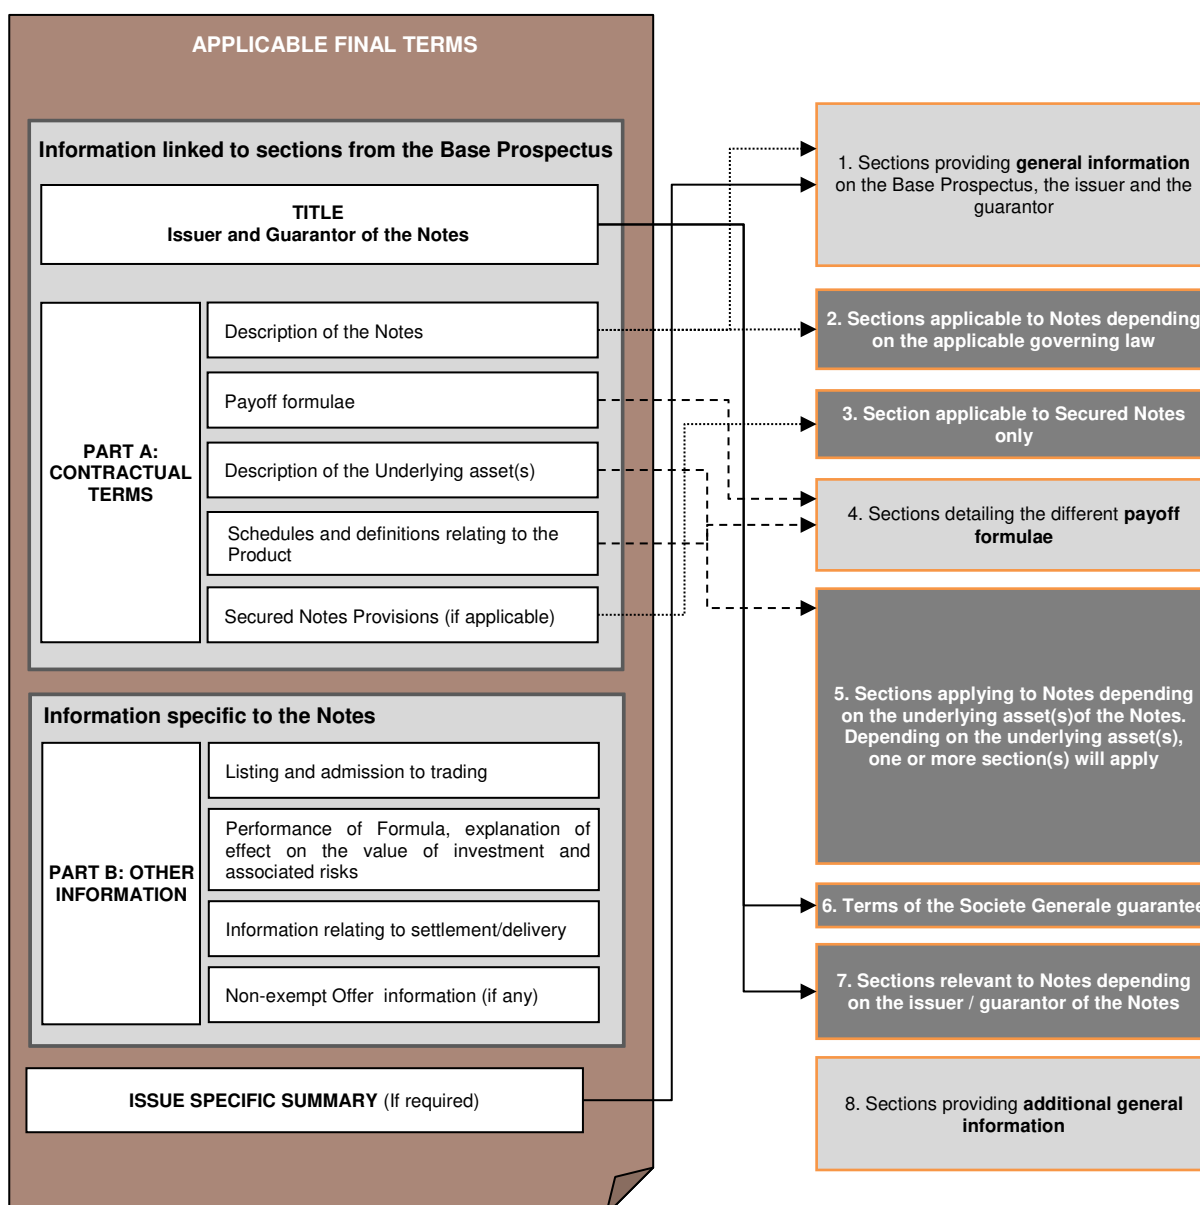 APPLICABLE FINAL TERMS
Information linked to sections from the Base Prospectus
TITLE
Issuer and Guarantor of the Notes
PART A:
CONTRACTUAL
TERMS
Description of the Notes
Payoff formulae
Description of the Underlying asset(s)
Schedules and definitions relating to the
Product
Secured Notes Provisions (if applicable)
Information specific to the Notes
PART B: OTHER
INFORMATION
Listing and admission to trading
Performance of Formula, explanation of
effect on the value of investment and
associated risks
Information relating to settlement/delivery
Non-exempt Offer information (if any)
ISSUE SPECIFIC SUMMARY (If required)
1. Sections providing general information
on the Base Prospectus, the issuer and the
guarantor
2. Sections applicable to Notes depending
on the applicable governing law
3. Section applicable to Secured Notes
only
4. Sections detailing the different payoff
formulae
5. Sections applying to Notes depending
on the underlying asset(s)of the Notes.
Depending on the underlying asset(s),
one or more section(s) will apply
6. Terms of the Societe Generale guarantee
7. Sections relevant to Notes depending
on the issuer / guarantor of the Notes
8. Sections providing additional general
information